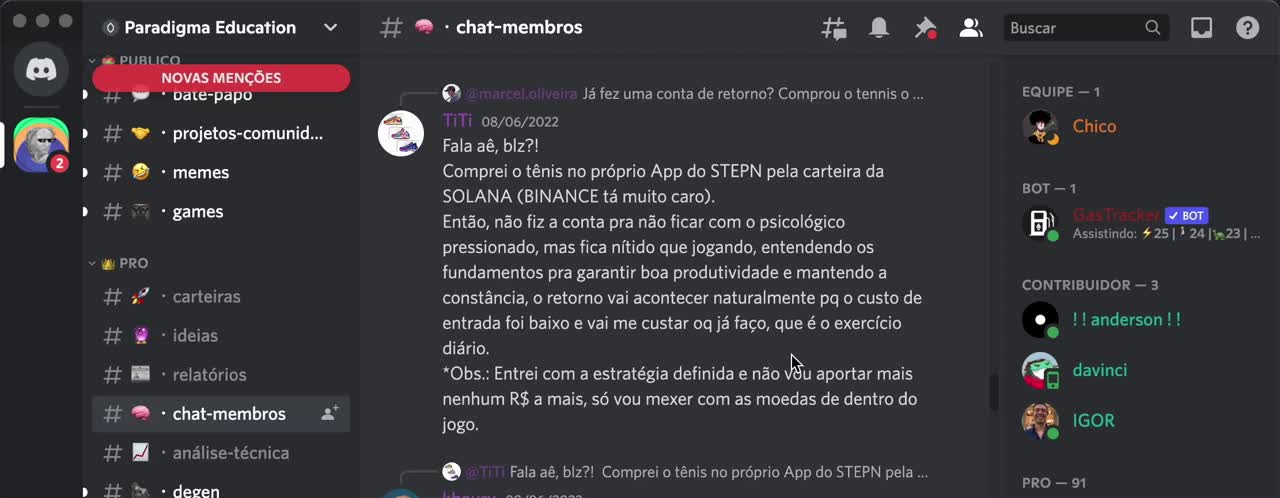 Paradigma Education
PUBLICO
NOVAS MENÇÕES
# · bate-papo
# · projetos-comunid...
# · memes
# · games
2
PRO
# · carteiras
# · ideias
# · relatórios
# · chat-membros
# · análise-técnica
# · degen
# · chat-membros
Buscar
@marcel.oliveira Já fez uma conta de retorno? Comprou o tennis o ...
TiTi 08/06/2022
Fala aê, blz?!
Comprei o tênis no próprio App do STEPN pela carteira da
SOLANA (BINANCE tá muito caro).
Então, não fiz a conta pra não ficar com o psicológico
pressionado, mas fica nítido que jogando, entendendo os
fundamentos pra garantir boa produtividade e mantendo a
constância, o retorno vai acontecer naturalmente pq o custo de
entrada foi baixo e vai me custar oq já faço, que é o exercício
diário.
*Obs.: Entrei com a estratégia definida e não vou aportar mais
nenhum R$ a mais, só vou mexer com as moedas de dentro do
jogo.
@TiTi Fala aê, blz?! Comprei o tênis no próprio App do STEPN pela ...
08/06/2022
EQUIPE — 1
Chico
BOT — 1
GasTracker ✓ BOT
Assistindo: ⚡25 |🚶24 |🐢23 | ...
CONTRIBUIDOR — 3
! ! anderson ! !
davinci
IGOR
PRO — 91